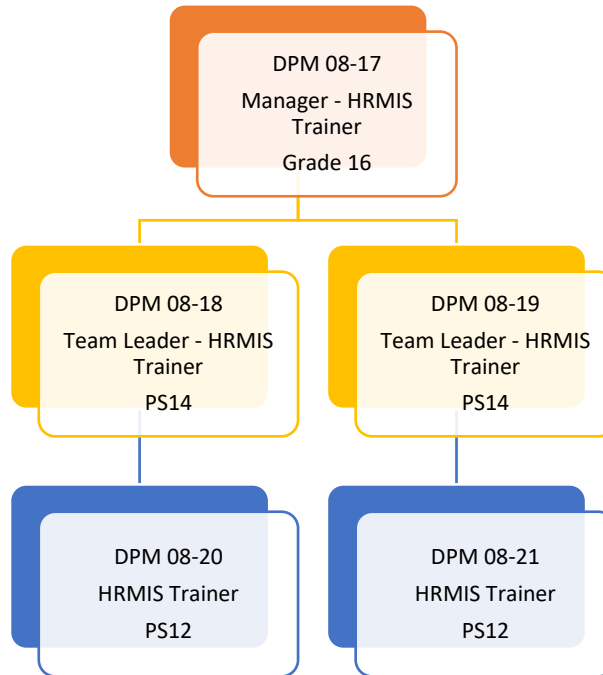 DPM 08-17
Manager - HRMIS
Trainer
Grade 16
DPM 08-18
Team Leader - HRMIS
Trainer
PS14
DPM 08-19
Team Leader - HRMIS
Trainer
PS14
DPM 08-20
HRMIS Trainer
PS12
DPM 08-21
HRMIS Trainer
PS12